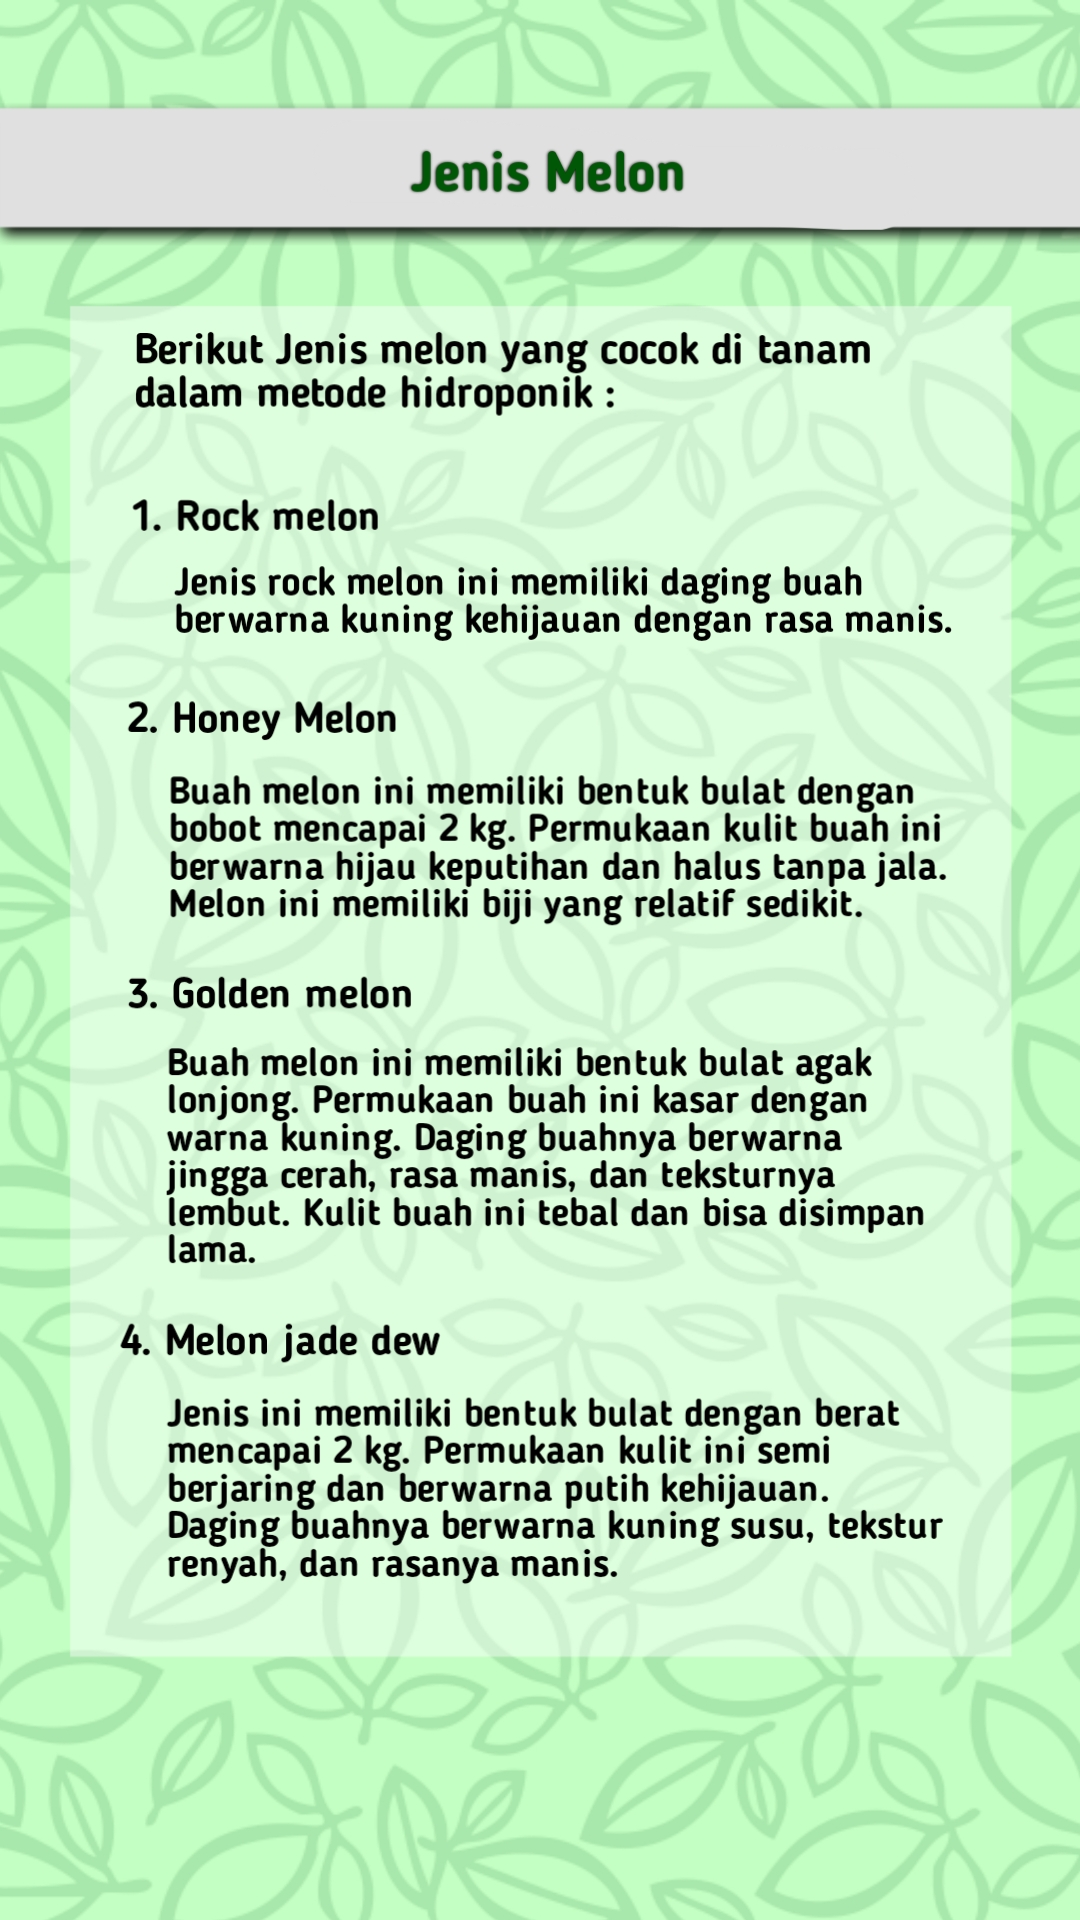 Jenis Melon
Berikut Jenis melon yang cocok di tanam
dalam metode hidroponik :
1. Rock melon
Jenis rock melon ini memiliki daging buah
berwarna kuning kehijauan dengan rasa manis.
2. Honey Melon
Buah melon ini memiliki bentuk bulat dengan
bobot mencapai 2 kg. Permukaan kulit buah ini
berwarna hijau keputihan dan halus tanpa jala.
Melon ini memiliki biji yang relatif sedikit.
3. Golden melon
Buah melon ini memiliki bentuk bulat agak
lonjong. Permukaan buah ini kasar dengan
warna kuning. Daging buahnya berwarna
jingga cerah, rasa manis, dan teksturnya
lembut. Kulit buah ini tebal dan bisa disimpan
lama.
4. Melon jade dew
Jenis ini memiliki bentuk bulat dengan berat
mencapai 2 kg. Permukaan kulit ini semi
berjaring dan berwarna putih kehijauan.
Daging buahnya berwarna kuning susu, tekstur
renyah, dan rasanya manis.